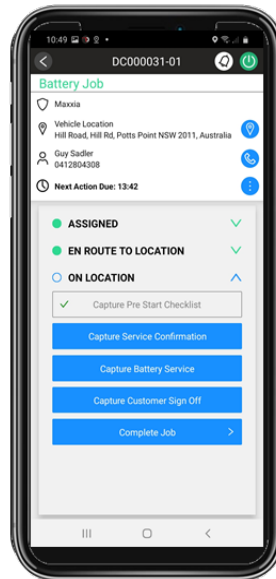 10:49
DC000031-01
Battery Job
Maxxia
Vehicle Location
Hill Road, Hill Rd, Potts Point NSW 2011, Australia
Guy Sadler
0412804308
Next Action Due: 13:42
ASSIGNED
EN ROUTE TO LOCATION
ON LOCATION
Capture Pre Start Checklist
Capture Service Confirmation
Capture Battery Service
Capture Customer Sign Off
Complete Job